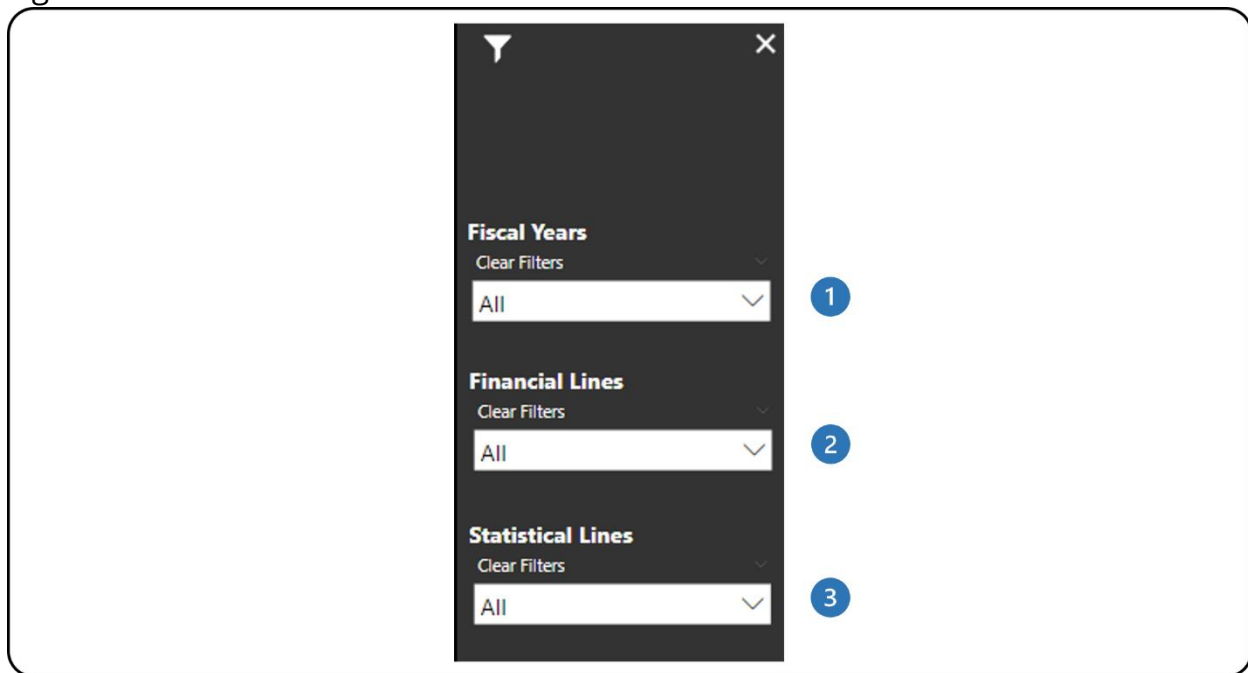 Fiscal Years
Clear Filters
All
1
Financial Lines
Clear Filters
All
2
Statistical Lines
Clear Filters
All
3